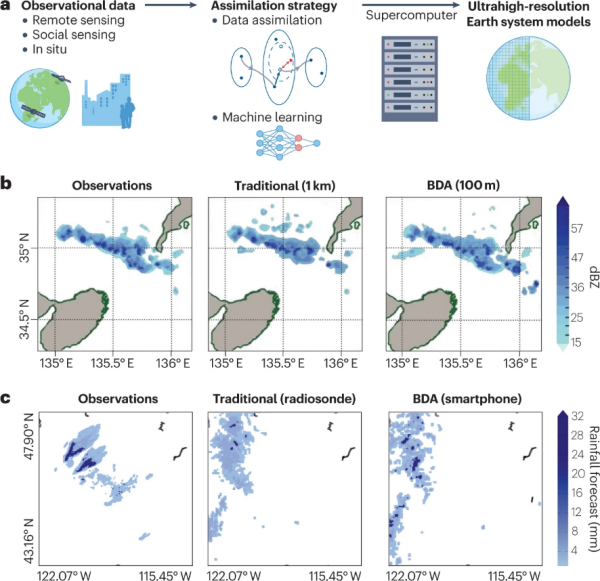 a
Observational data
• Remote sensing
• Social sensing
• In situ
Assimilation strategy
• Data assimilation
• Machine learning
Supercomputer
Ultrahigh-resolution
Earth system models
b
Observations
Traditional (1 km)
BDA (100 m)
35° N
34.5° N
135° E
135.5° E
136° E
135° E
135.5° E
136° E
135° E
135.5° E
136° E
57
47
36
25
15
dBZ
c
Observations
Traditional (radiosonde)
BDA (smartphone)
47.90° N
43.16° N
122.07° W
115.45° W
122.07° W
115.45° W
122.07° W
115.45° W
32
28
24
20
16
12
8
4
Rainfall forecast (mm)